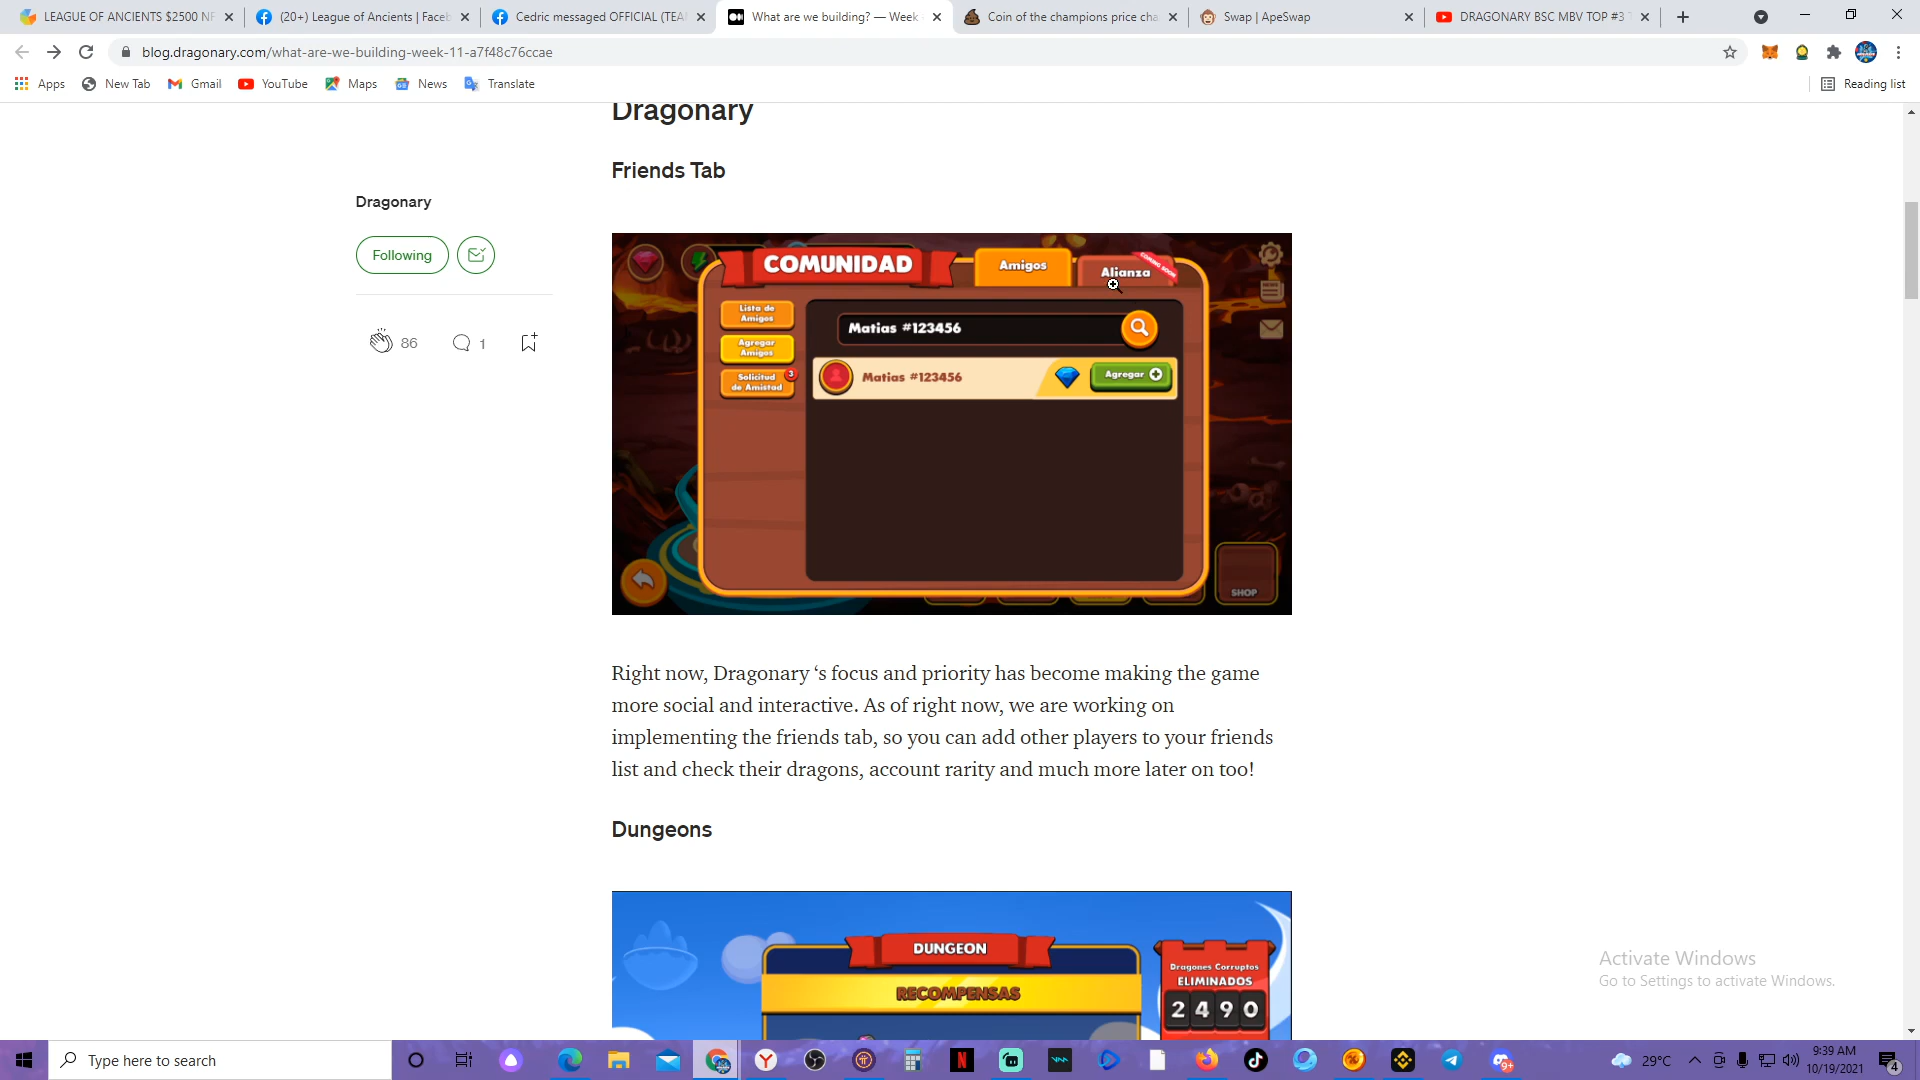 LEAGUE OF ANCIENTS $2500 NF
(20+) League of Ancients | Faceb
Cedric messaged OFFICIAL (TEA
What are we building? — Week
Coin of the champions price cha
Swap | ApeSwap
DRAGONARY BSC MBV TOP #3 T
blog.dragonary.com/what-are-we-building-week-11-a7f48c76ccae
Apps
New Tab
Gmail
YouTube
Maps
News
Translate
Reading list
Dragonary
Friends Tab
Dragonary
Following
86
1
COMUNIDAD
Amigos
Alianza
COMING SOON
Lista de
Amigos
Agregar
Amigos
Solicitud
de Amistad
3
Matias #123456
Matias #123456
Agregar
SHOP
Right now, Dragonary ‘s focus and priority has become making the game
more social and interactive. As of right now, we are working on
implementing the friends tab, so you can add other players to your friends
list and check their dragons, account rarity and much more later on too!
Dungeons
DUNGEON
RECOMPENSAS
Dragones Corruptos
ELIMINADOS
2490
Activate Windows
Go to Settings to activate Windows.
Type here to search
29°C
9:39 AM
10/19/2021
4